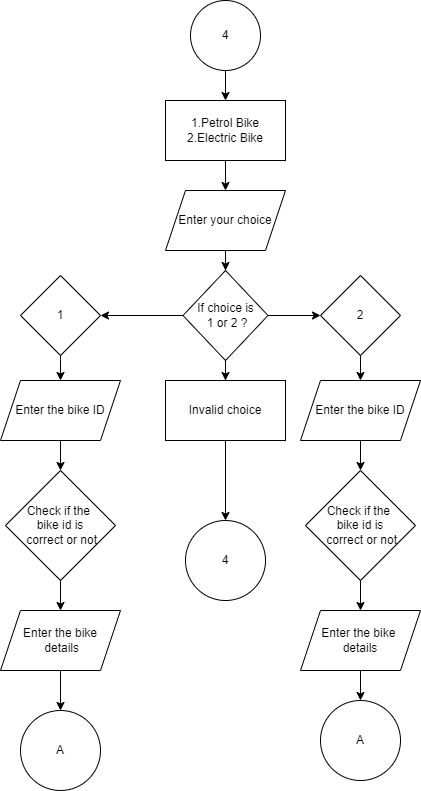 4
1.Petrol Bike
2.Electric Bike
Enter your choice
If choice is
1 or 2 ?
1
2
Enter the bike ID
Invalid choice
Enter the bike ID
Check if the
bike id is
correct or not
4
Check if the
bike id is
correct or not
Enter the bike
details
Enter the bike
details
A
A